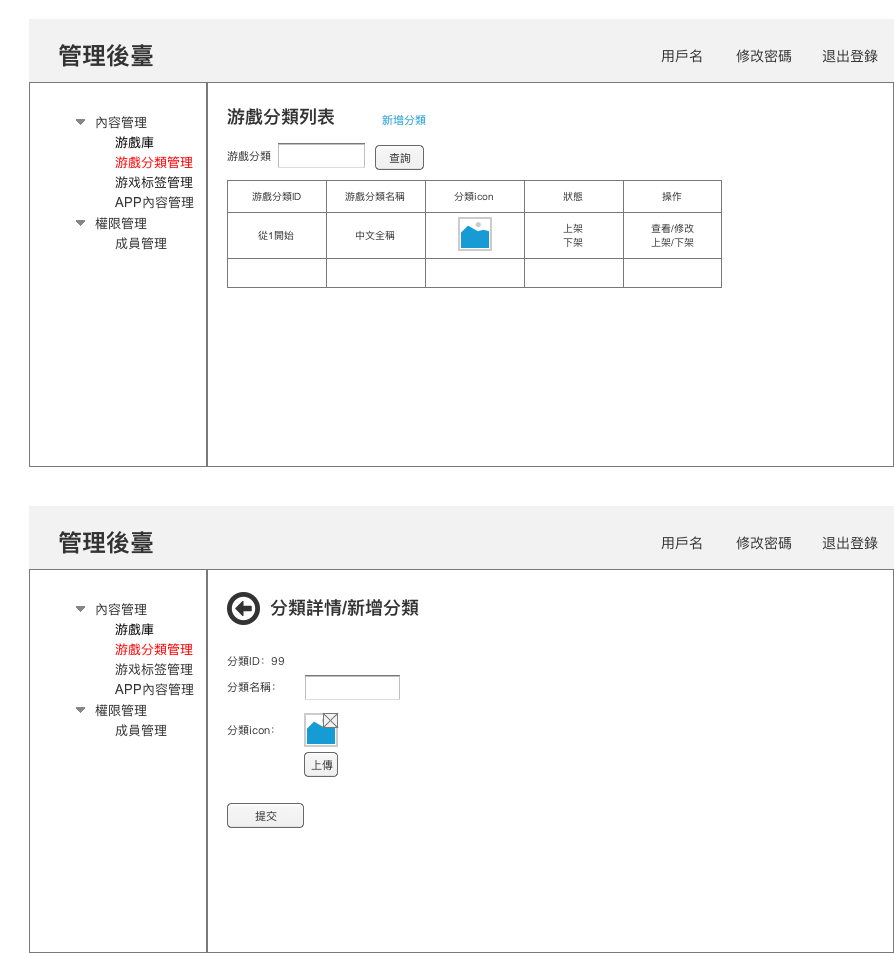 管理後臺
用戶名 修改密碼 退出登錄
內容管理
游戲庫
游戲分類管理
游戏标签管理
APP內容管理
權限管理
成員管理
游戲分類列表 新增分類
游戲分類 查詢
游戲分類ID 游戲分類名稱 分類icon 狀態 操作
從1開始 中文全稱 上架 查看/修改
下架 上架/下架
管理後臺
用戶名 修改密碼 退出登錄
內容管理
游戲庫
游戲分類管理
游戏标签管理
APP內容管理
權限管理
成員管理
分類詳情/新增分類
分類ID：99
分類名稱：
分類icon：
上傳
提交